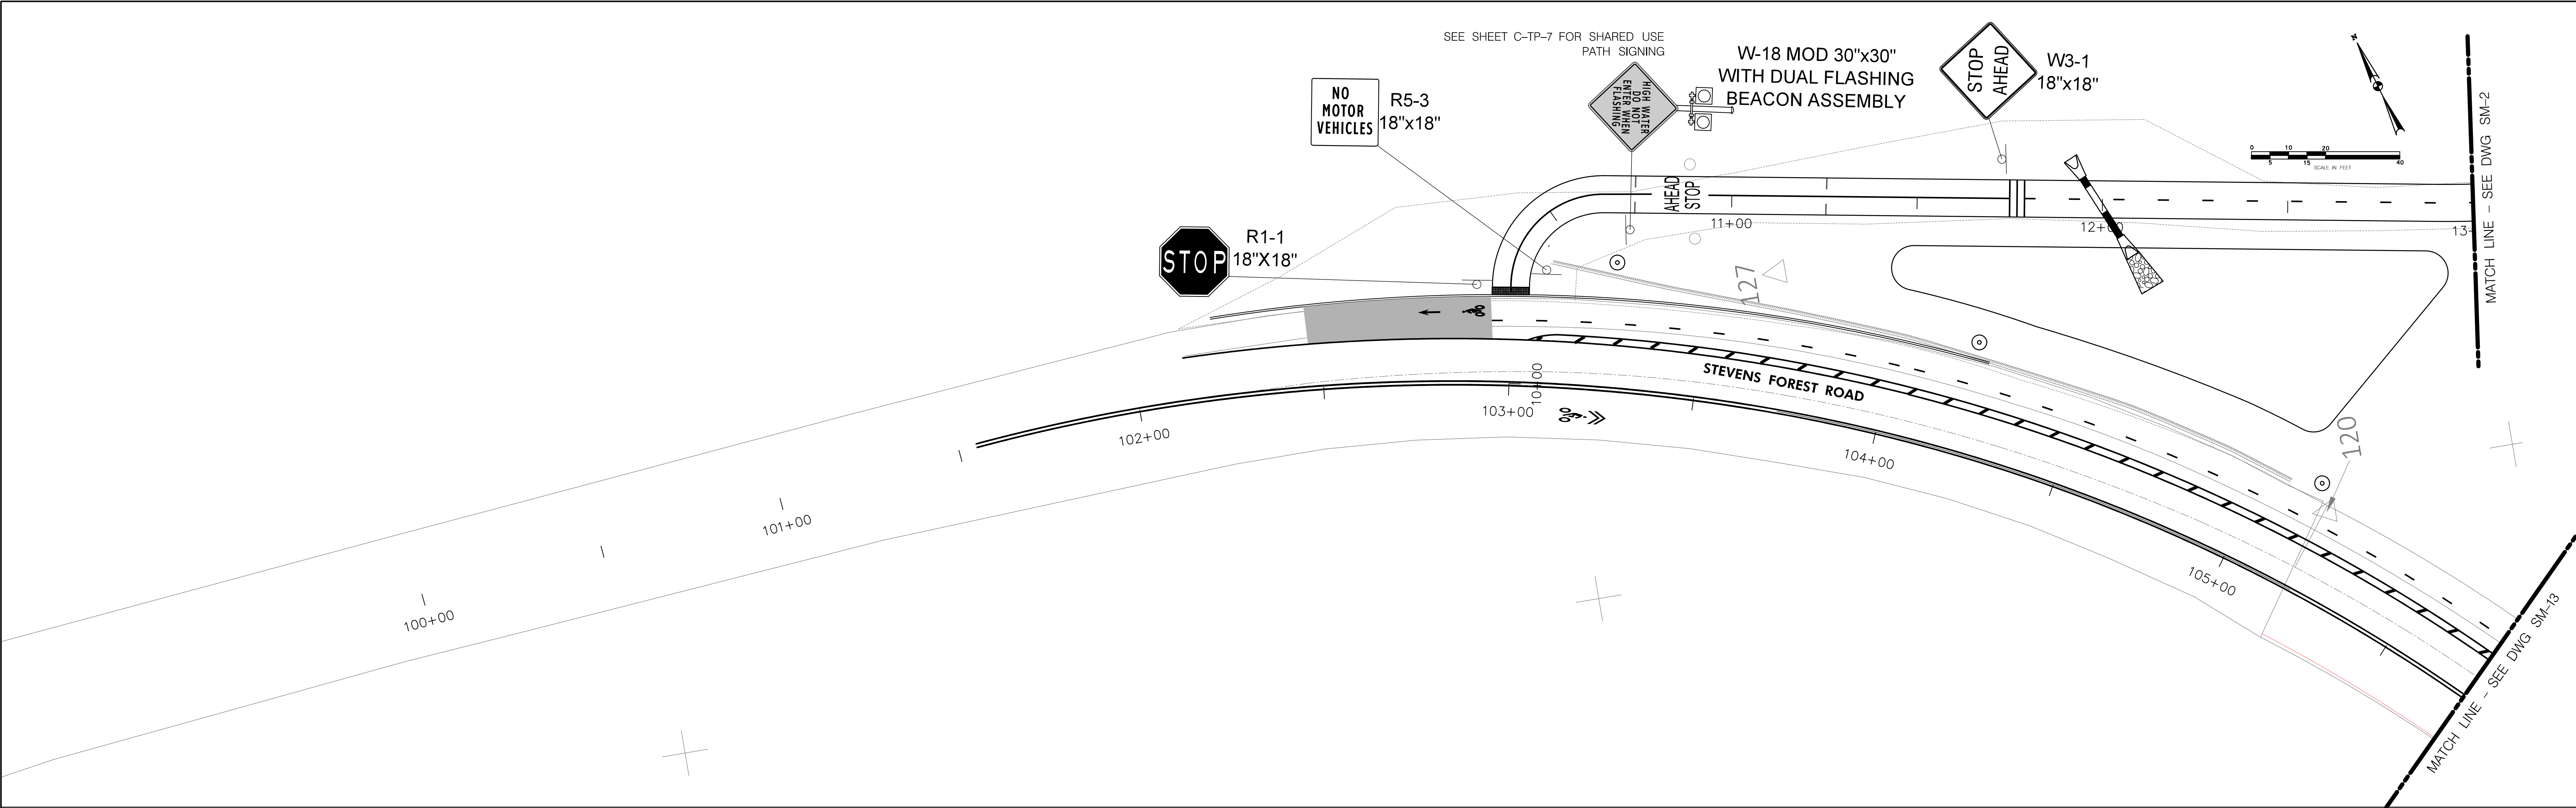 SEE SHEET C-TP-7 FOR SHARED USE
PATH SIGNING
W-18 MOD 30"x30"
WITH DUAL FLASHING
BEACON ASSEMBLY
STOP
AHEAD
W3-1
18"x18"
NO
MOTOR
VEHICLES
R5-3
18"x18"
HIGH WATER
DO NOT
ENTER WHEN
FLASHING
N
0
10
20
5
15
40
SCALE IN FEET
MATCH LINE - SEE DWG SM-2
STOP
R1-1
18"X18"
AHEAD
STOP
11+00
12+00
13
127
120
STEVENS FOREST ROAD
10+00
100+00
101+00
102+00
103+00
104+00
105+00
MATCH LINE - SEE DWG SM-13